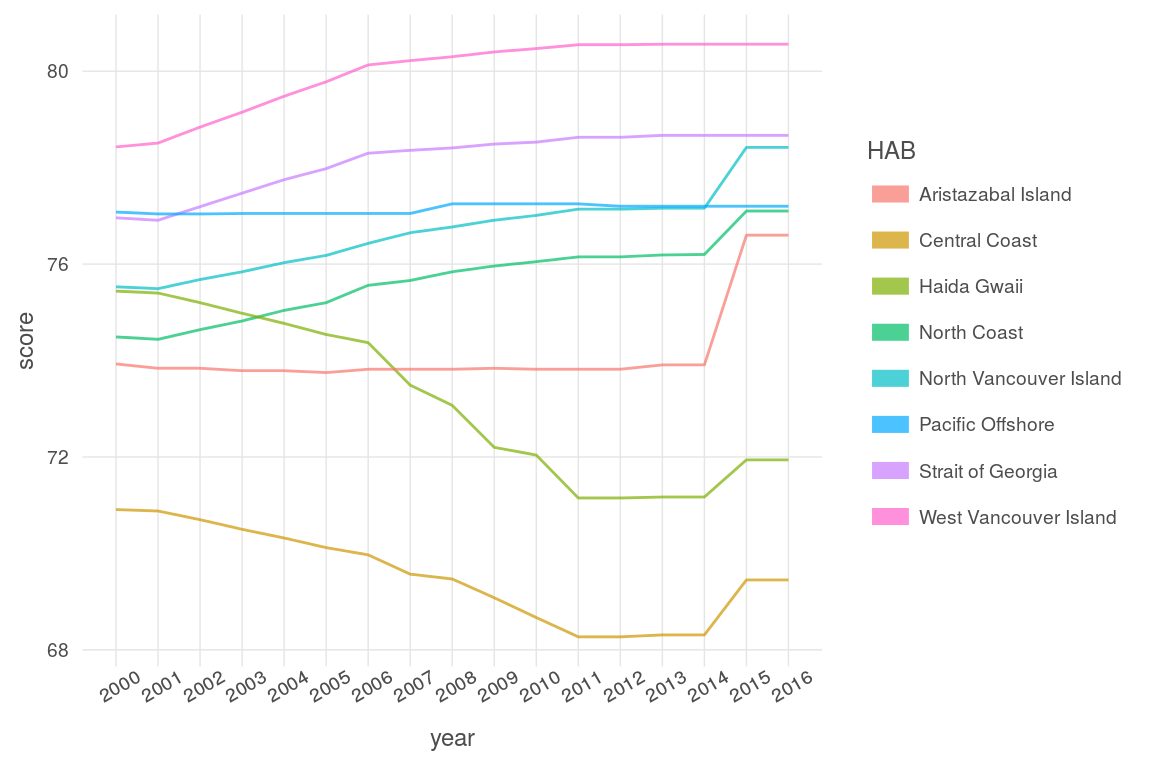 80
76
72
68
score
2000 2001 2002 2003 2004 2005 2006 2007 2008 2009 2010 2011 2012 2013 2014 2015 2016
year
HAB
Aristazabal Island
Central Coast
Haida Gwaii
North Coast
North Vancouver Island
Pacific Offshore
Strait of Georgia
West Vancouver Island